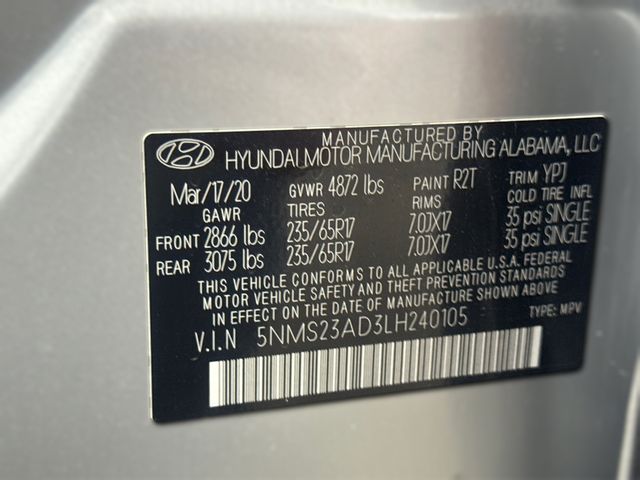 MANUFACTURED BY
HYUNDAI MOTOR MANUFACTURING ALABAMA, LLC
Mar/17/20 GVWR 4872 lbs PAINT R2T TRIM YPJ
GAWR TIRES RIMS COLD TIRE INFL
FRONT 2866 lbs 235/65R17 7.0JX17 35 psi SINGLE
REAR 3075 lbs 235/65R17 7.0JX17 35 psi SINGLE
THIS VEHICLE CONFORMS TO ALL APPLICABLE U.S.A. FEDERAL
MOTOR VEHICLE SAFETY AND THEFT PREVENTION STANDARDS
IN EFFECT ON THE DATE OF MANUFACTURE SHOWN ABOVE.
V.I.N 5NMS23AD3LH240105 TYPE: MPV